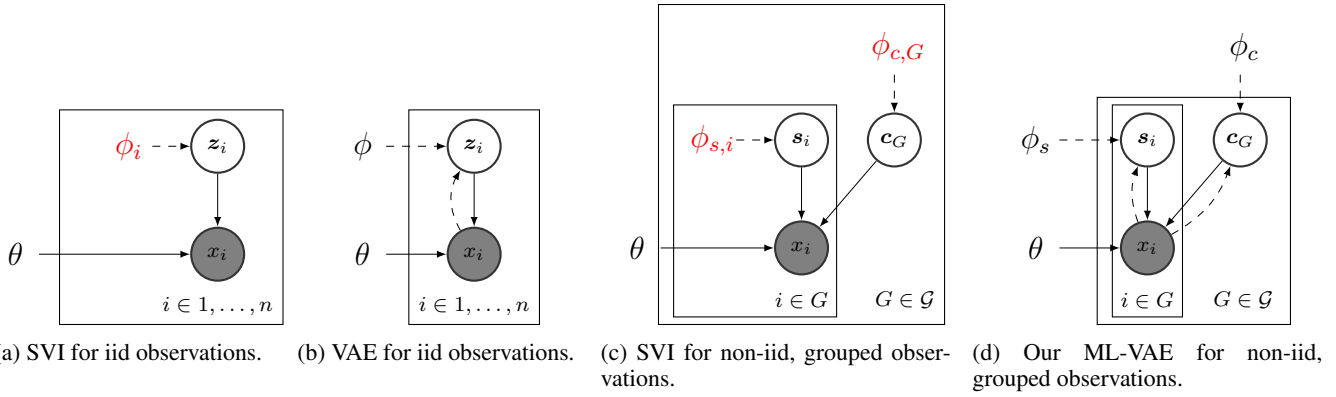 ϕ_i
z_i
θ
x_i
i ∈ 1, . . . , n
(a) SVI for iid observations.
ϕ
z_i
θ
x_i
i ∈ 1, . . . , n
(b) VAE for iid observations.
ϕ_{c,G}
ϕ_{s,i}
s_i
c_G
θ
x_i
i ∈ G
G ∈ 𝒢
(c) SVI for non-iid, grouped obser-
vations.
ϕ_c
ϕ_s
s_i
c_G
θ
x_i
i ∈ G
G ∈ 𝒢
(d) Our ML-VAE for non-iid,
grouped observations.